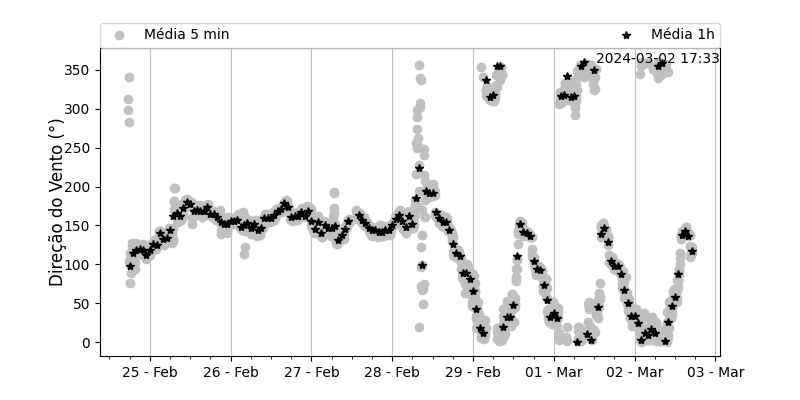 Média 5 min
Média 1h
2024-03-02 17:33
Direção do Vento (°)
350
300
250
200
150
100
50
0
25 - Feb
26 - Feb
27 - Feb
28 - Feb
29 - Feb
01 - Mar
02 - Mar
03 - Mar